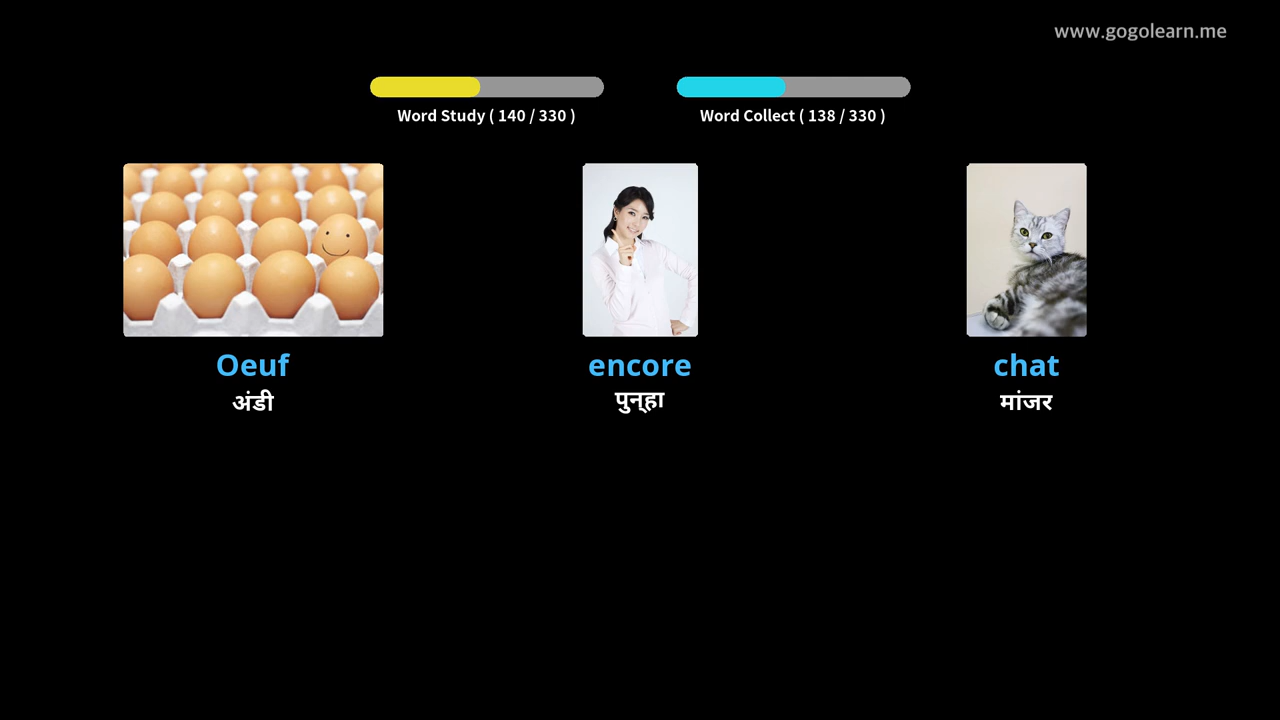 www.gogolearn.me
Word Study ( 140 / 330 )
Word Collect ( 138 / 330 )
Oeuf
अंडी
encore
पुन्हा
chat
मांजर